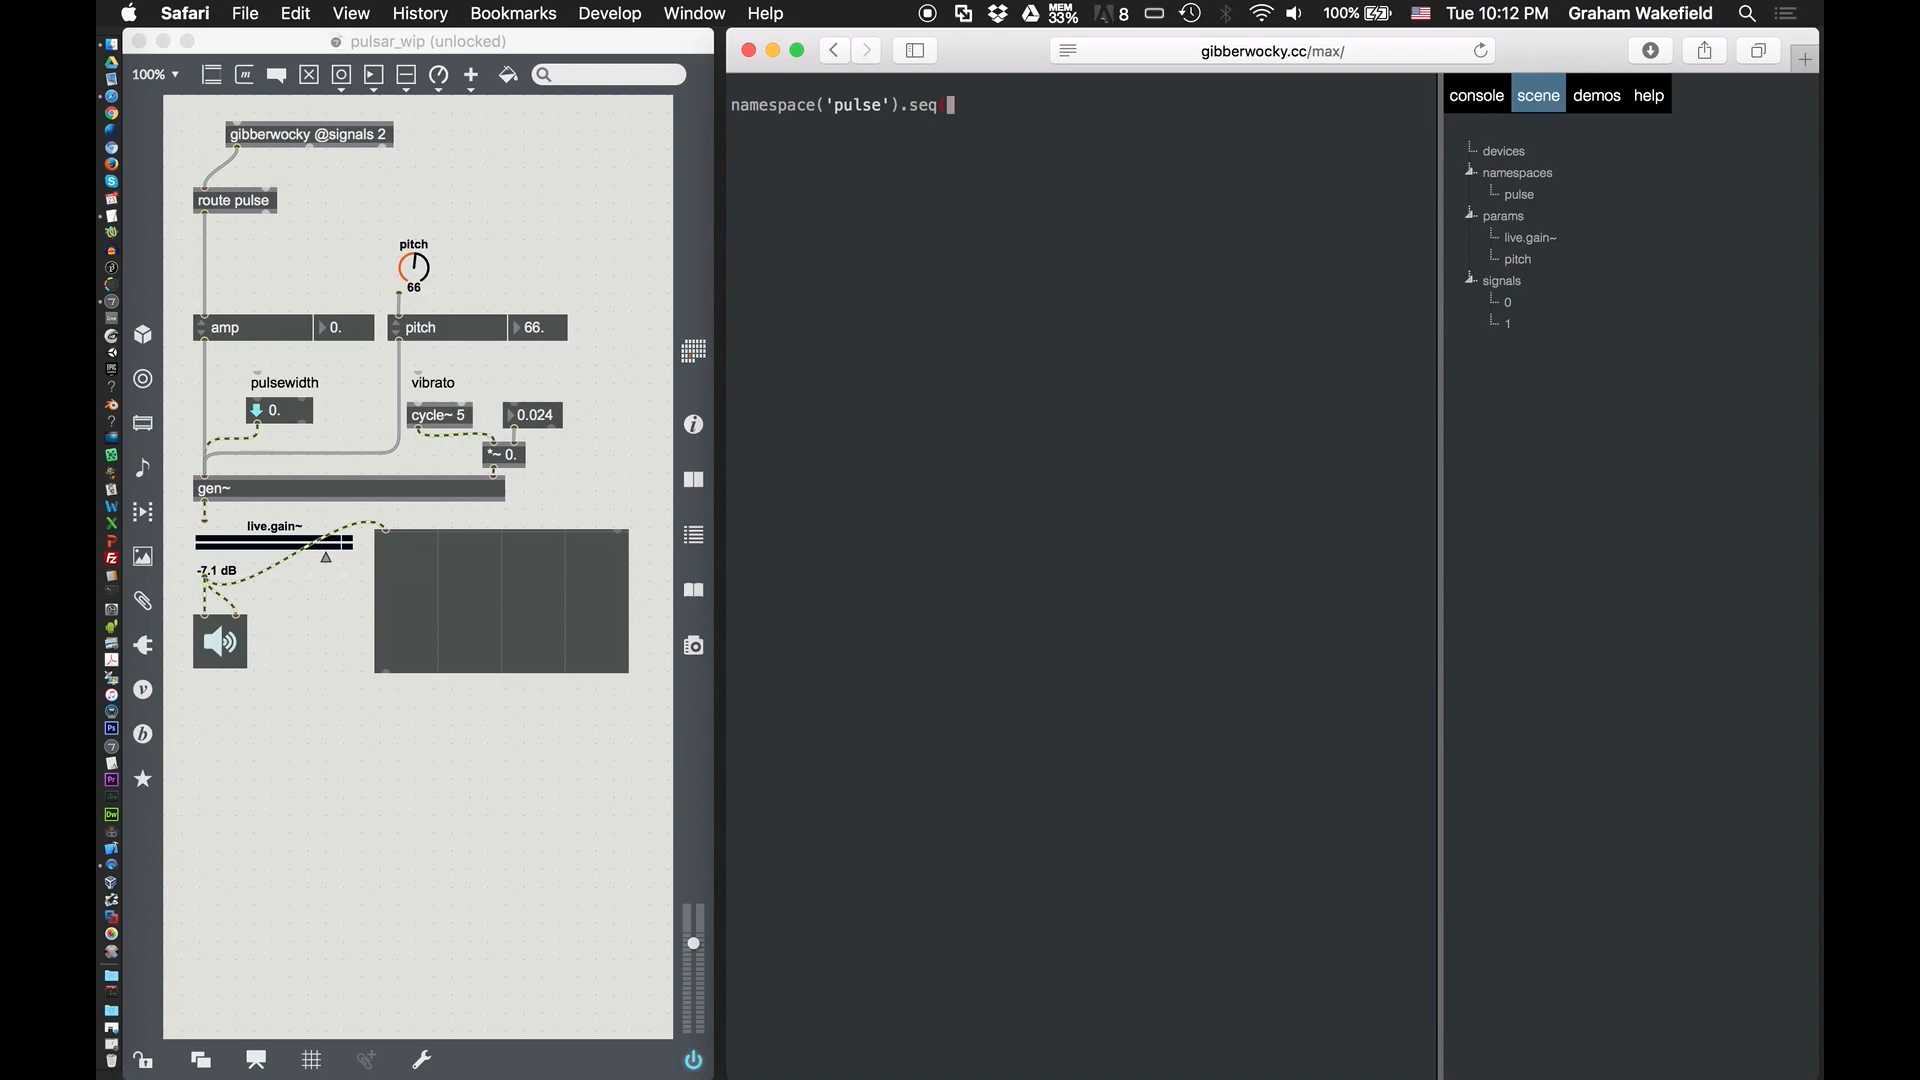 Safari File Edit View History Bookmarks Develop Window Help
MEM 33%
8
100%
Tue 10:12 PM Graham Wakefield
pulsar_wip (unlocked)
100%
gibberwocky.cc/max/
namespace('pulse').seq(
console scene demos help
devices
namespaces
pulse
params
live.gain~
pitch
signals
0
1
gibberwocky @signals 2
route pulse
pitch
66
amp 0. pitch 66.
pulsewidth
0.
vibrato
cycle~ 5 0.024
*~ 0.
gen~
live.gain~
-7.1 dB